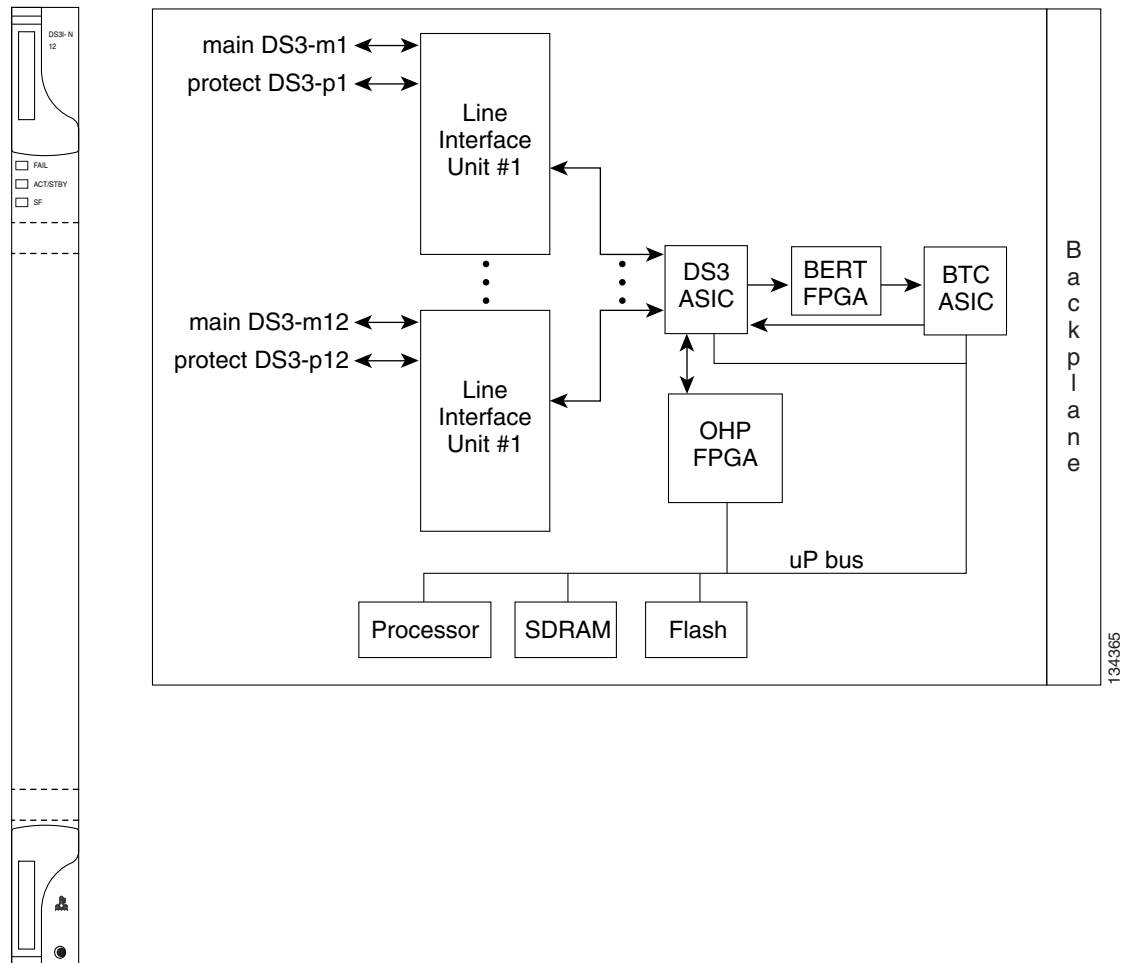 DS3I- N
12
FAIL
ACT/STBY
SF
main DS3-m1
protect DS3-p1
Line
Interface
Unit #1
main DS3-m12
protect DS3-p12
Line
Interface
Unit #1
DS3
ASIC
BERT
FPGA
BTC
ASIC
OHP
FPGA
uP bus
Processor
SDRAM
Flash
Backplane
134365